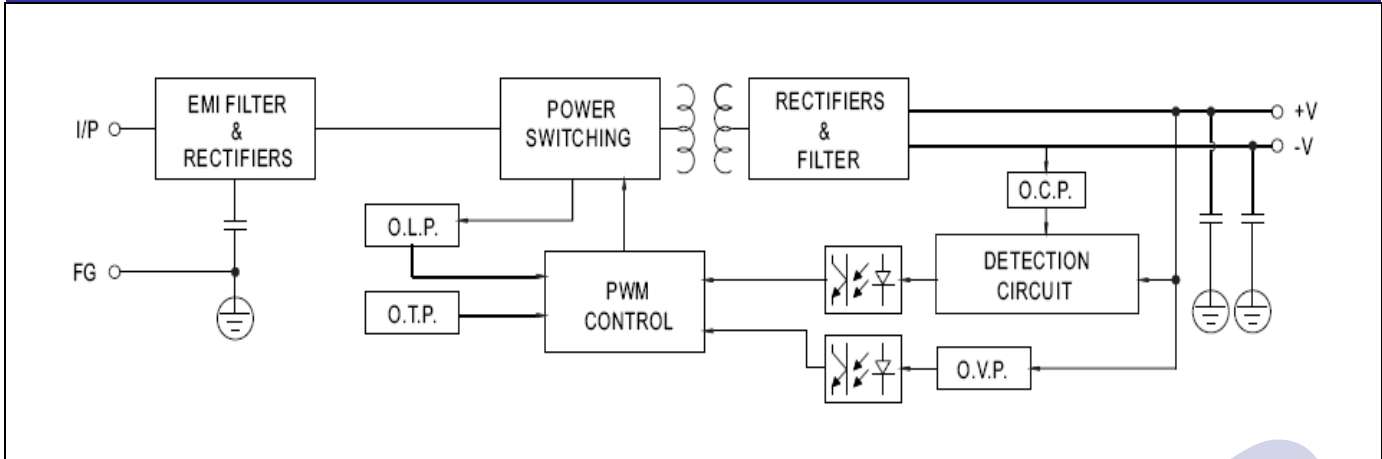 I/P
EMI FILTER
&
RECTIFIERS
POWER
SWITCHING
RECTIFIERS
&
FILTER
+V
-V
O.C.P.
O.L.P.
FG
O.T.P.
PWM
CONTROL
DETECTION
CIRCUIT
O.V.P.